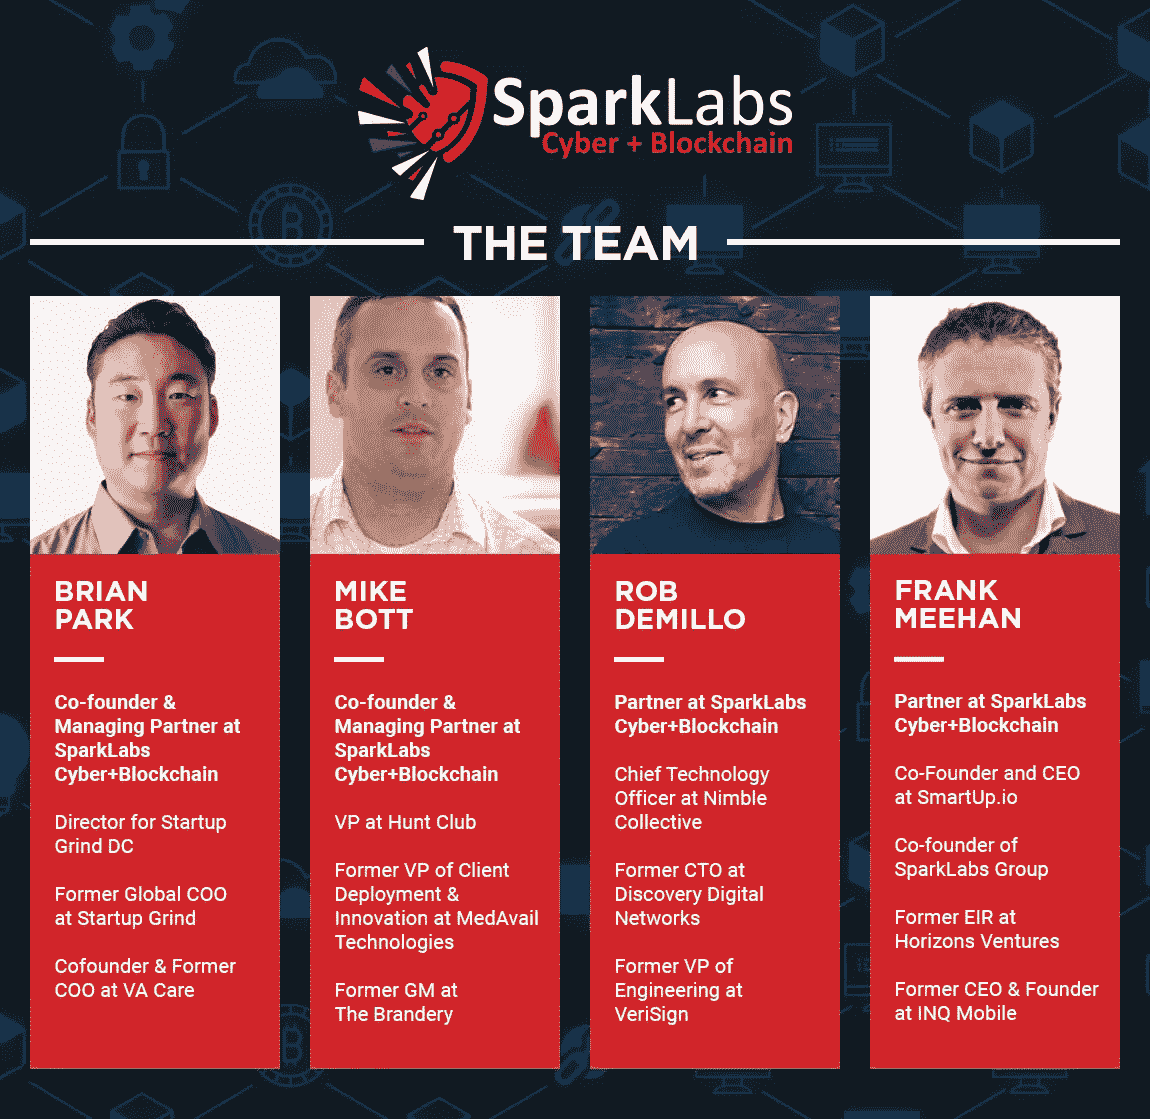 SparkLabs
Cyber + Blockchain
THE TEAM
BRIAN
PARK
Co-founder &
Managing Partner at
SparkLabs
Cyber+Blockchain
Director for Startup
Grind DC
Former Global COO
at Startup Grind
Cofounder & Former
COO at VA Care
MIKE
BOTT
Co-founder &
Managing Partner at
SparkLabs
Cyber+Blockchain
VP at Hunt Club
Former VP of Client
Deployment &
Innovation at MedAvail
Technologies
Former GM at
The Brandery
ROB
DEMILLO
Partner at SparkLabs
Cyber+Blockchain
Chief Technology
Officer at Nimble
Collective
Former CTO at
Discovery Digital
Networks
Former VP of
Engineering at
VeriSign
FRANK
MEEHAN
Partner at SparkLabs
Cyber+Blockchain
Co-Founder and CEO
at SmartUp.io
Co-founder of
SparkLabs Group
Former EIR at
Horizons Ventures
Former CEO & Founder
at INQ Mobile